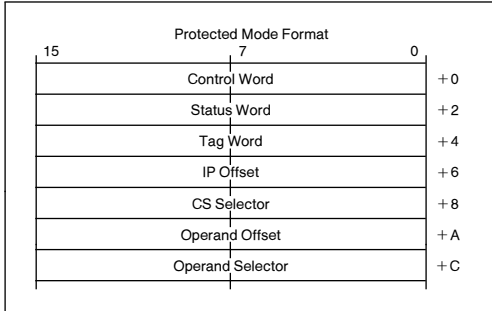 Protected Mode Format
15 7 0
Control Word +0
Status Word +2
Tag Word +4
IP Offset +6
CS Selector +8
Operand Offset +A
Operand Selector +C